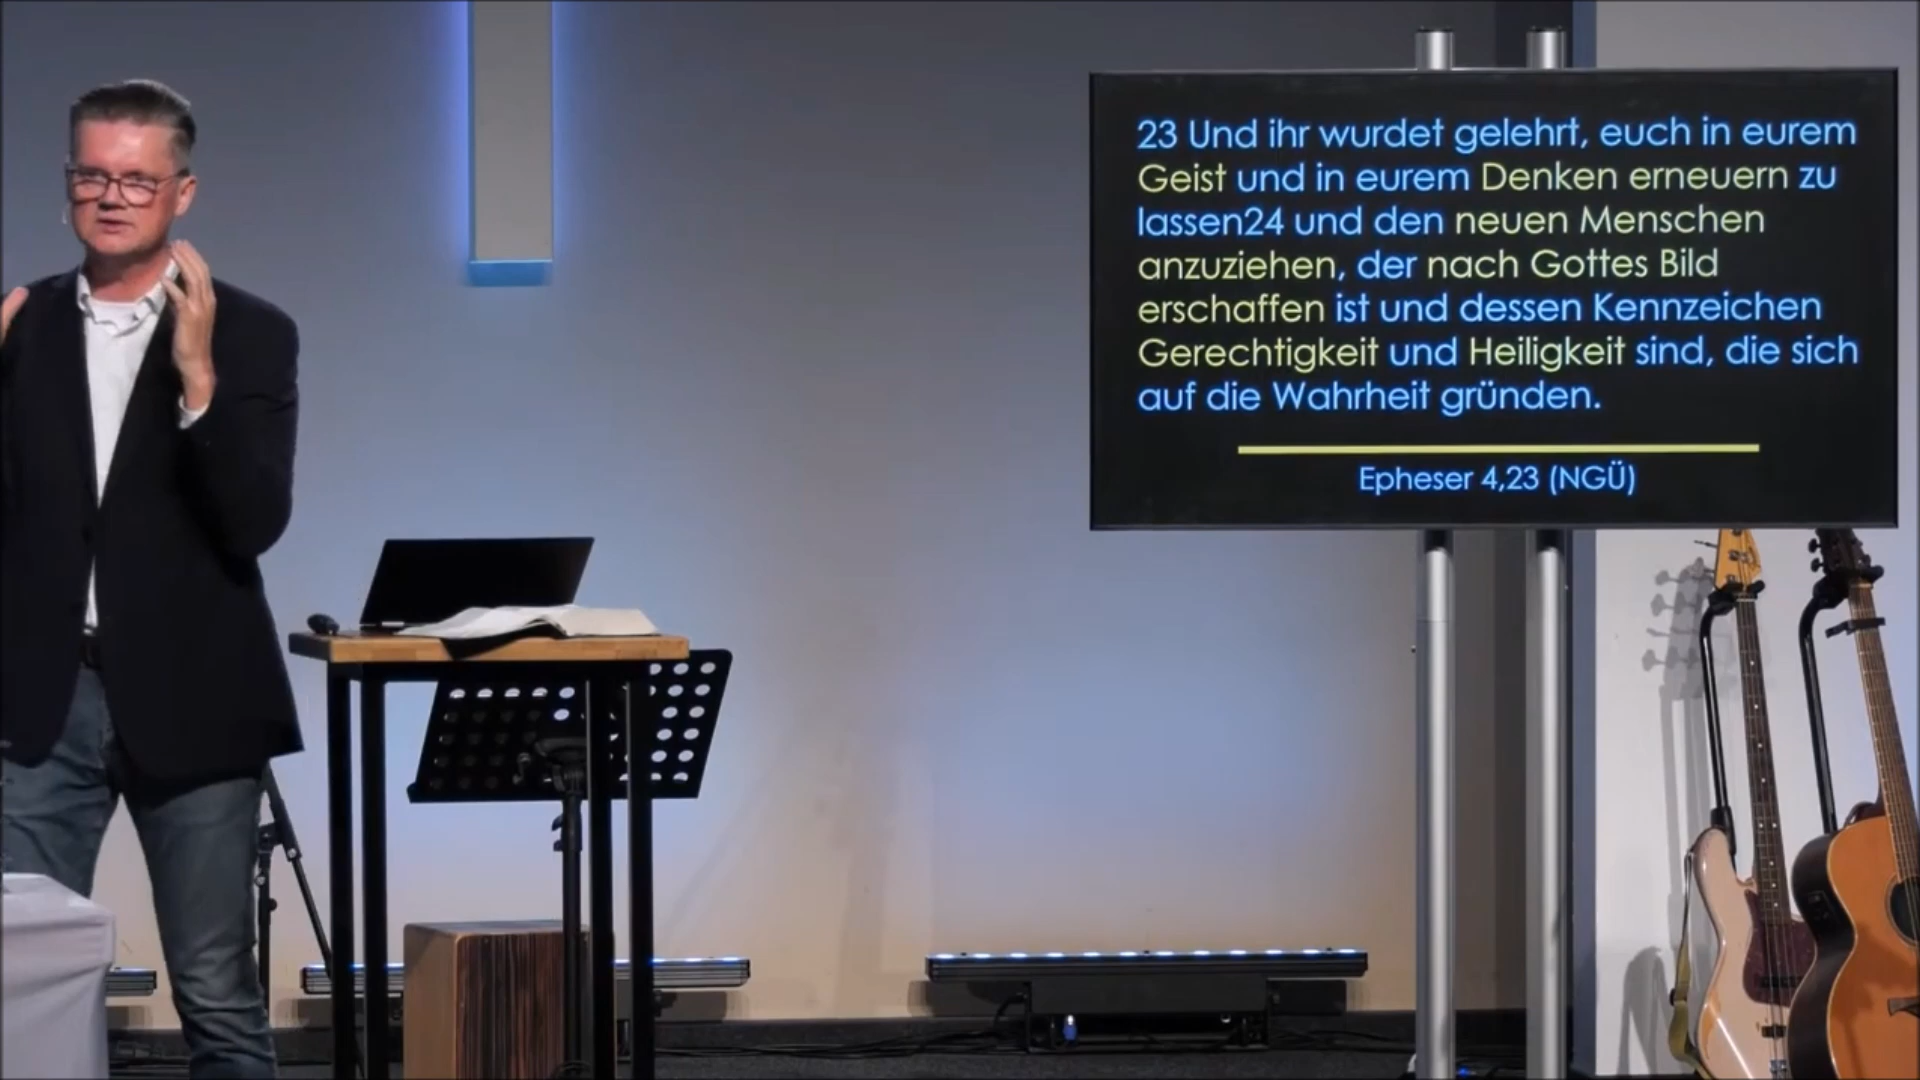 23 Und ihr wurdet gelehrt, euch in eurem
Geist und in eurem Denken erneuern zu
lassen24 und den neuen Menschen
anzuziehen, der nach Gottes Bild
erschaffen ist und dessen Kennzeichen
Gerechtigkeit und Heiligkeit sind, die sich
auf die Wahrheit gründen.
Epheser 4,23 (NGÜ)